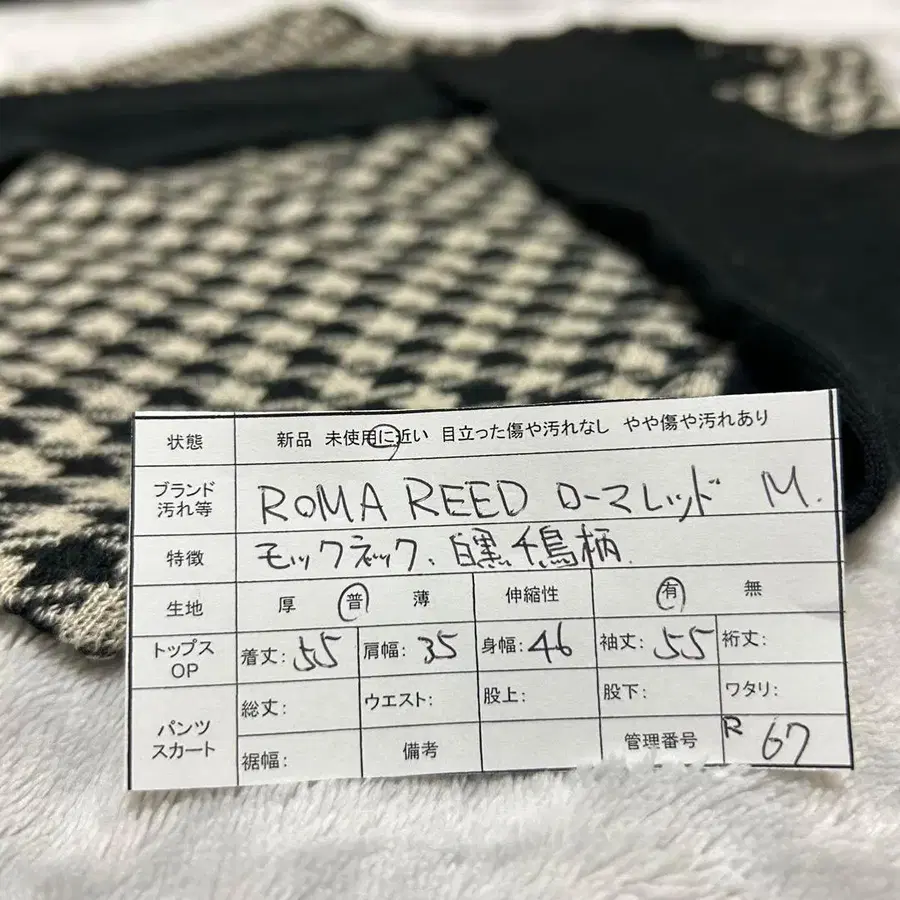 状態 新品 未使用に近い 目立った傷や汚れなし やや傷や汚れあり
ブランド
汚れ等 ROMA REED ローマレッド M.
特徴 モックネック、白黒千鳥柄
生地 厚 普 薄 伸縮性 有 無
トップス
OP 着丈: 55 肩幅: 35 身幅: 46 袖丈: 55 裄丈:
パンツ
スカート 総丈: ウエスト: 股上: 股下: ワタリ:
裾幅: 備考 管理番号 R 67